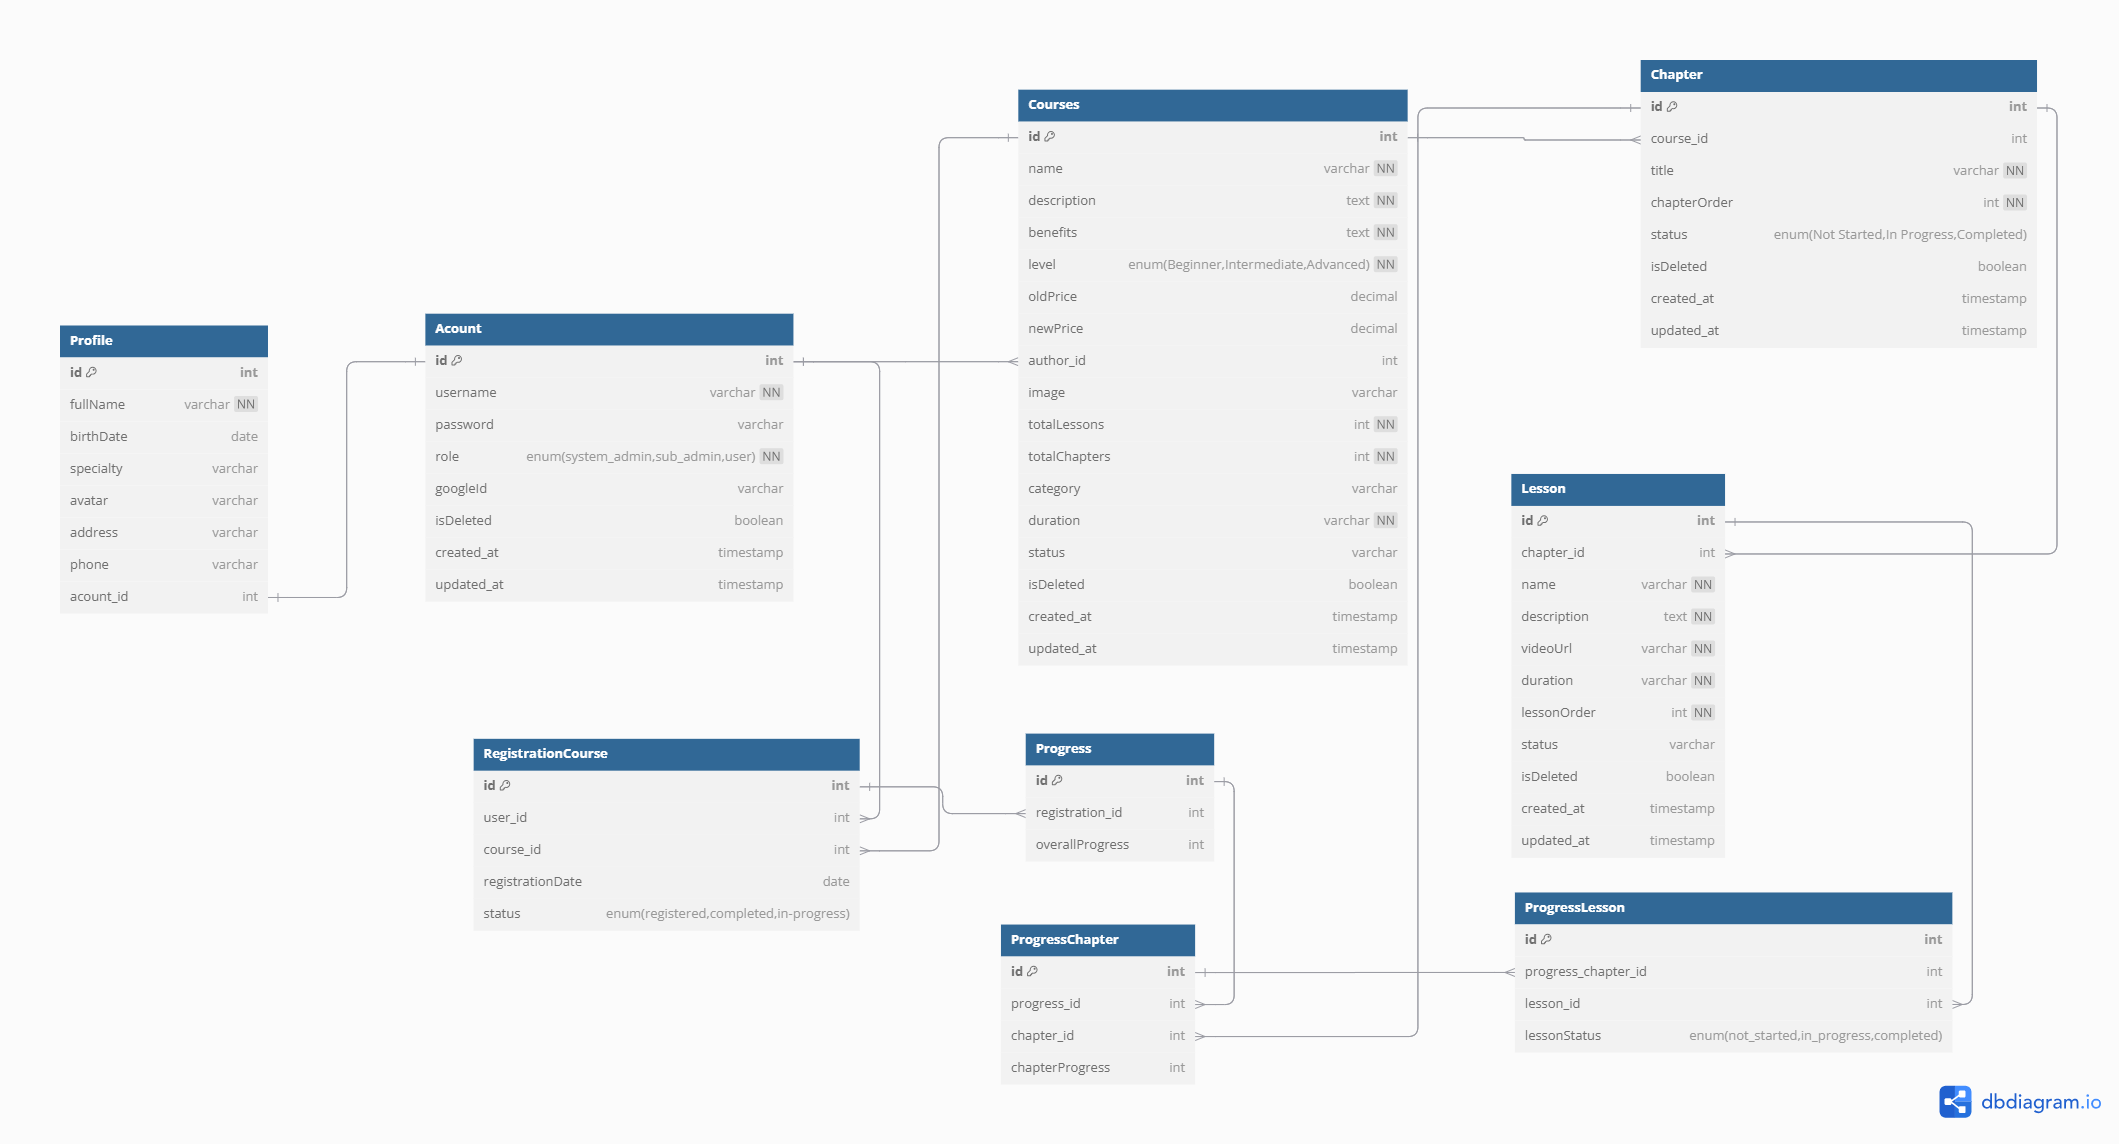 Profile
id int
fullName varchar NN
birthDate date
specialty varchar
avatar varchar
address varchar
phone varchar
acount_id int
Acount
id int
username varchar NN
password varchar
role enum(system_admin,sub_admin,user) NN
googleId varchar
isDeleted boolean
created_at timestamp
updated_at timestamp
Courses
id int
name varchar NN
description text NN
benefits text NN
level enum(Beginner,Intermediate,Advanced) NN
oldPrice decimal
newPrice decimal
author_id int
image varchar
totalLessons int NN
totalChapters int NN
category varchar
duration varchar NN
status varchar
isDeleted boolean
created_at timestamp
updated_at timestamp
Chapter
id int
course_id int
title varchar NN
chapterOrder int NN
status enum(Not Started,In Progress,Completed)
isDeleted boolean
created_at timestamp
updated_at timestamp
Lesson
id int
chapter_id int
name varchar NN
description text NN
videoUrl varchar NN
duration varchar NN
lessonOrder int NN
status varchar
isDeleted boolean
created_at timestamp
updated_at timestamp
RegistrationCourse
id int
user_id int
course_id int
registrationDate date
status enum(registered,completed,in-progress)
Progress
id int
registration_id int
overallProgress int
ProgressChapter
id int
progress_id int
chapter_id int
chapterProgress int
ProgressLesson
id int
progress_chapter_id int
lesson_id int
lessonStatus enum(not_started,in_progress,completed)
dbdiagram.io